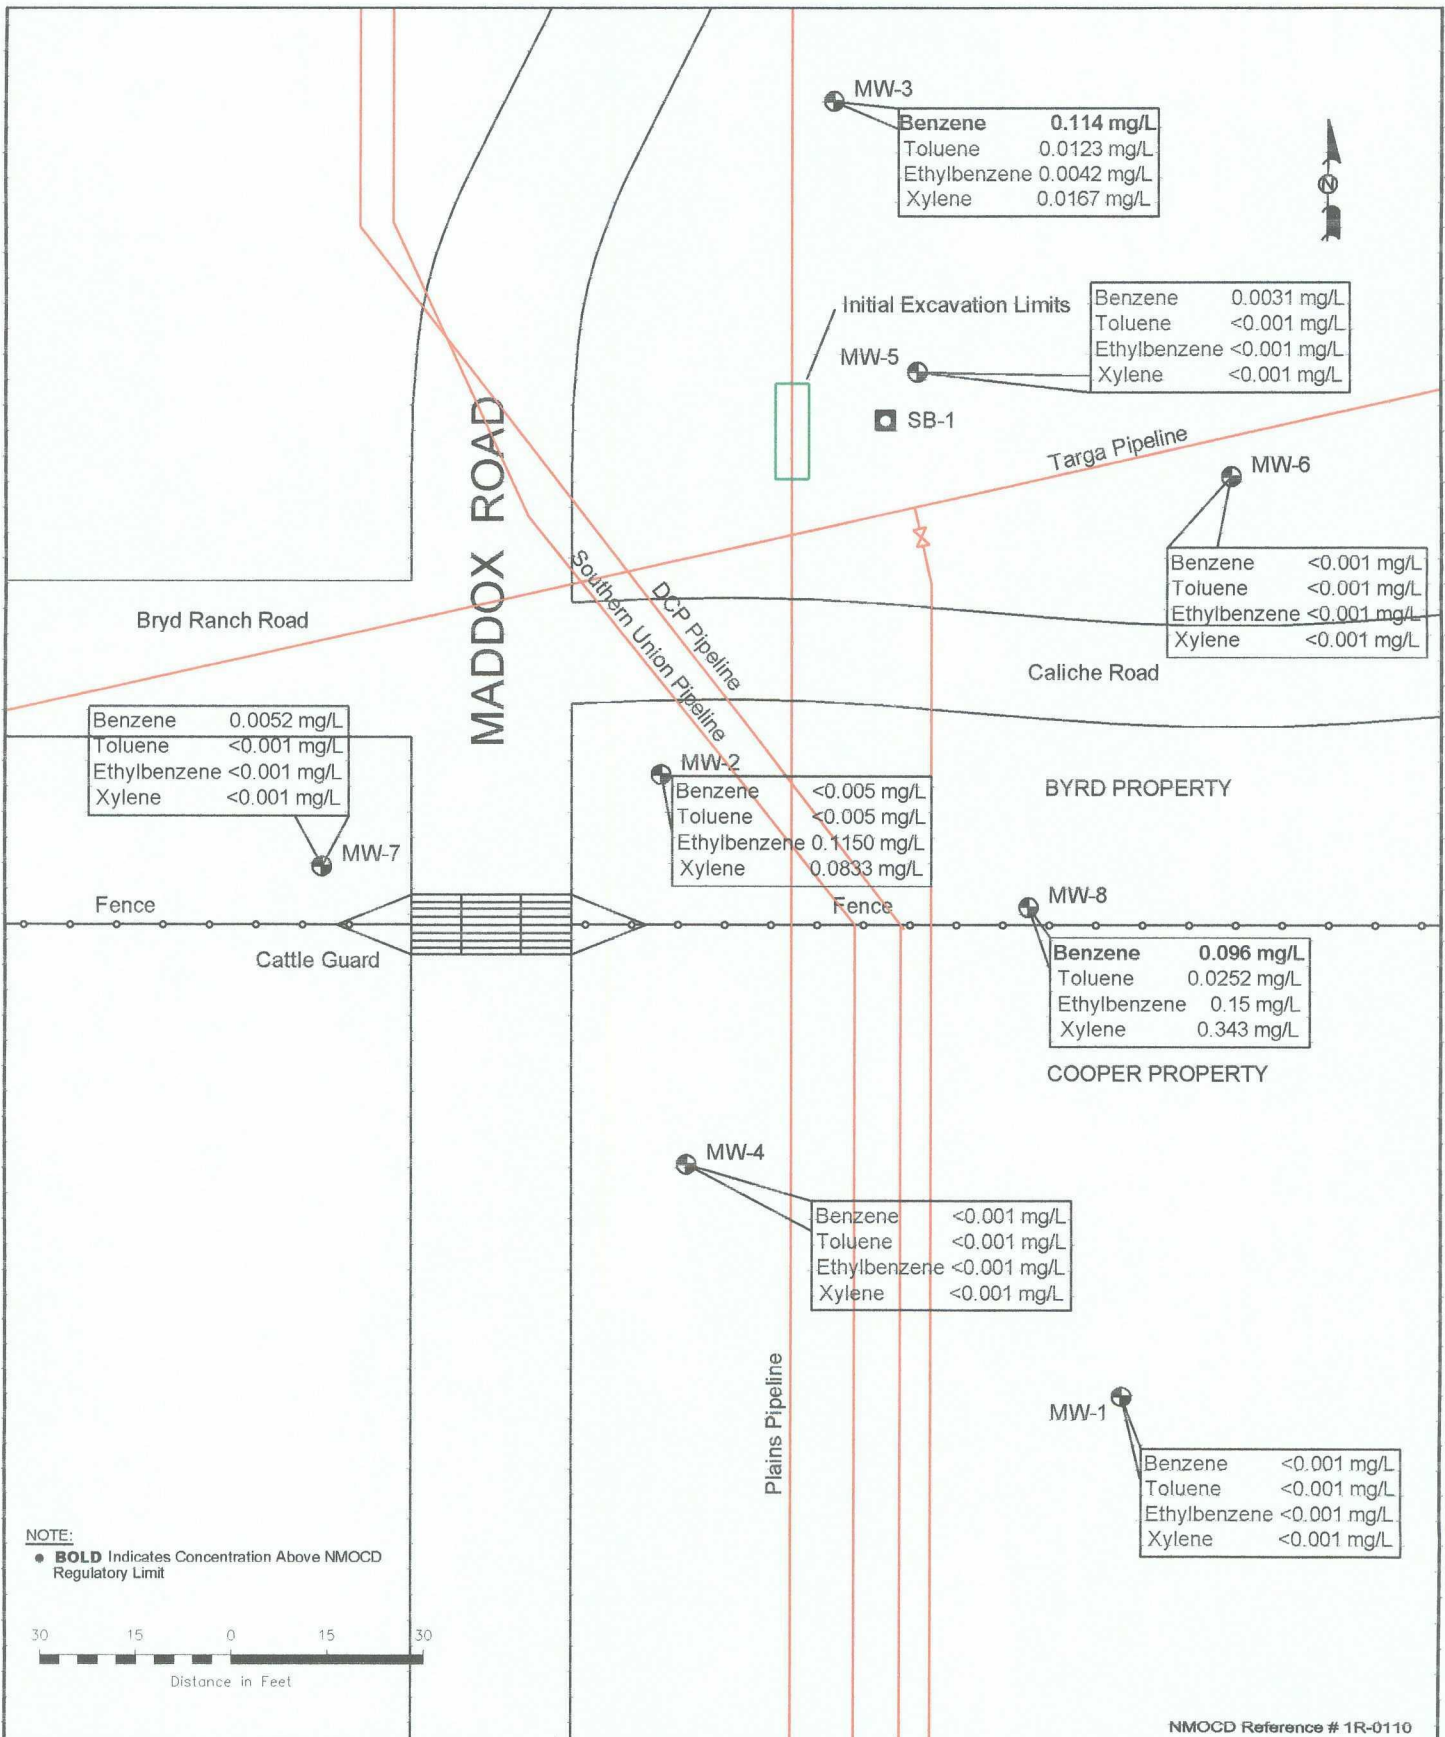 MW-3
Benzene 0.114 mg/L
Toluene 0.0123 mg/L
Ethylbenzene 0.0042 mg/L
Xylene 0.0167 mg/L
N
Initial Excavation Limits
Benzene 0.0031 mg/L
Toluene <0.001 mg/L
Ethylbenzene <0.001 mg/L
Xylene <0.001 mg/L
MW-5
SB-1
Targa Pipeline
MW-6
Benzene <0.001 mg/L
Toluene <0.001 mg/L
Ethylbenzene <0.001 mg/L
Xylene <0.001 mg/L
MADDOX ROAD
Southern Union Pipeline
DCP Pipeline
Bryd Ranch Road
Caliche Road
Benzene 0.0052 mg/L
Toluene <0.001 mg/L
Ethylbenzene <0.001 mg/L
Xylene <0.001 mg/L
MW-7
MW-2
Benzene <0.005 mg/L
Toluene <0.005 mg/L
Ethylbenzene 0.1150 mg/L
Xylene 0.0833 mg/L
BYRD PROPERTY
MW-8
Fence
Fence
Cattle Guard
Benzene 0.096 mg/L
Toluene 0.0252 mg/L
Ethylbenzene 0.15 mg/L
Xylene 0.343 mg/L
COOPER PROPERTY
MW-4
Benzene <0.001 mg/L
Toluene <0.001 mg/L
Ethylbenzene <0.001 mg/L
Xylene <0.001 mg/L
Plains Pipeline
MW-1
Benzene <0.001 mg/L
Toluene <0.001 mg/L
Ethylbenzene <0.001 mg/L
Xylene <0.001 mg/L
NOTE:
● BOLD Indicates Concentration Above NMOCD
Regulatory Limit
30 15 0 15 30
Distance in Feet
NMOCD Reference # 1R-0110